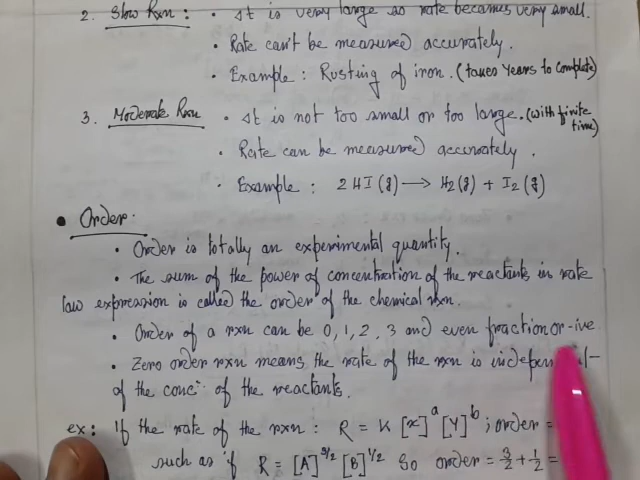 2. Slow Rxn : • It is very large so rate becomes very small.
• Rate can't be measured accurately.
• Example : Rusting of iron. (takes Years to complete)
3. Moderate Rxn • It is not too small or too large. (with finite time)
• Rate can be measured accurately.
• Example : 2HI(g) → H₂(g) + I₂(g)
• Order:
• Order is totally an experimental quantity.
• The sum of the power of concentration of the reactants in rate
law expression is called the order of the chemical rxn.
• Order of a rxn can be 0, 1, 2, 3 and even fraction or -ive
• Zero order rxn means the rate of the rxn is
of the conc. of the reactants.
ex: If the rate of the rxn : R = K [x]ᵃ [Y]ᵇ ; order =
such as if R = [A]^3/2 [B]^1/2 So order = 3/2 + 1/2 =